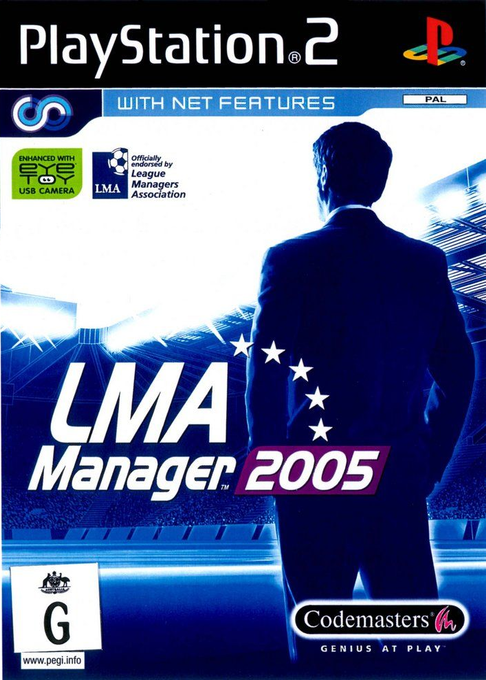 PlayStation®2
WITH NET FEATURES
PAL
ENHANCED WITH
EYE
TOY
USB CAMERA
LMA
Officially
endorsed by
League
Managers
Association
LMA
Manager™ 2005
G
www.pegi.info
Codemasters®
GENIUS AT PLAY™